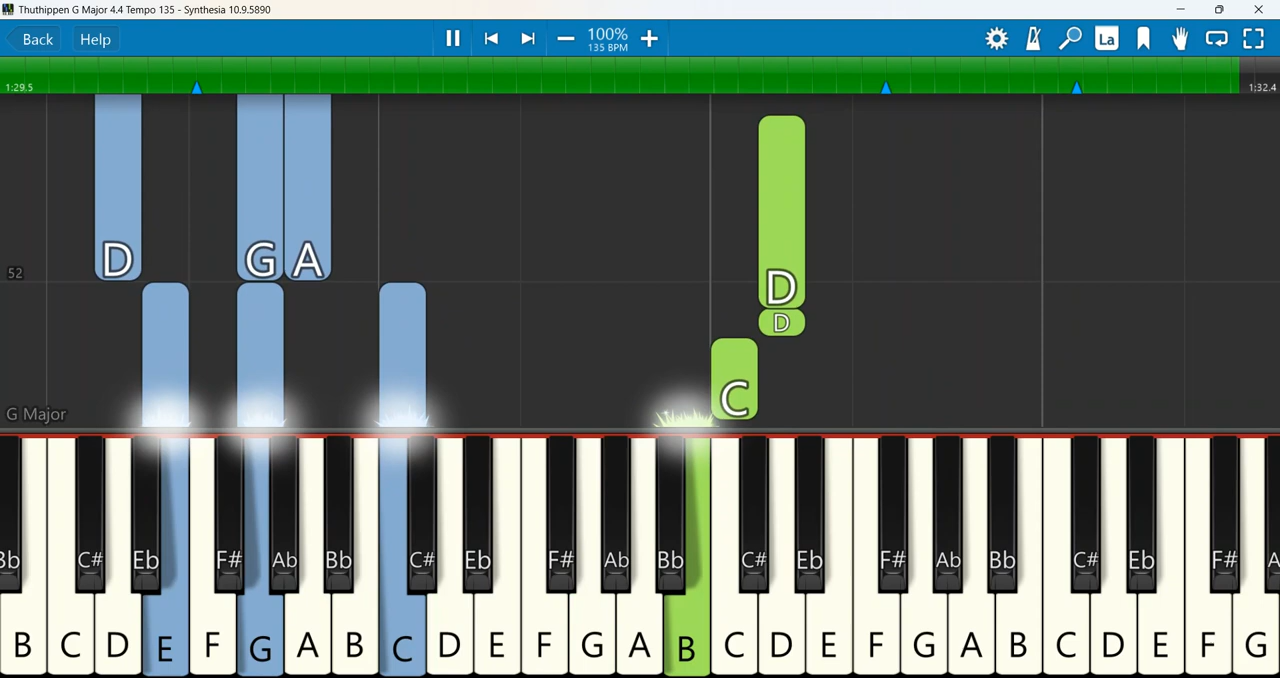 Thuthippen G Major 4.4 Tempo 135 - Synthesia 10.9.5890
Back Help 100% La
135 BPM
1:29.5 1:32.4
D G A D
52
D
C
G Major
Bb C# Eb F# Ab Bb C# Eb F# Ab Bb C# Eb F# Ab Bb C# Eb F# A
B C D E F G A B C D E F G A B C D E F G A B C D E F G